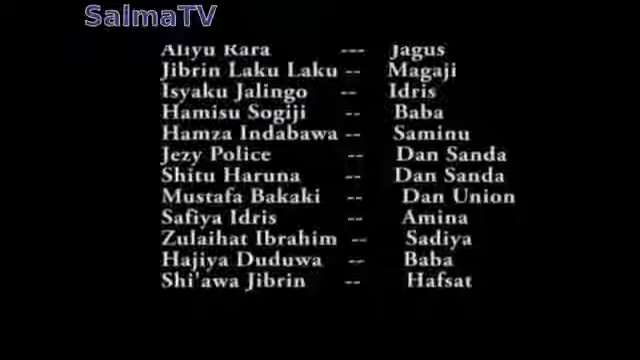 SalmaTV
Aliyu Kara --- Jagus
Jibrin Laku Laku -- Magaji
Isyaku Jalingo -- Idris
Hamisu Sogiji -- Baba
Hamza Indabawa -- Saminu
Jezy Police -- Dan Sanda
Shitu Haruna -- Dan Sanda
Mustafa Bakaki -- Dan Union
Safiya Idris -- Amina
Zulaihat Ibrahim -- Sadiya
Hajiya Duduwa -- Baba
Shi'awa Jibrin -- Hafsat